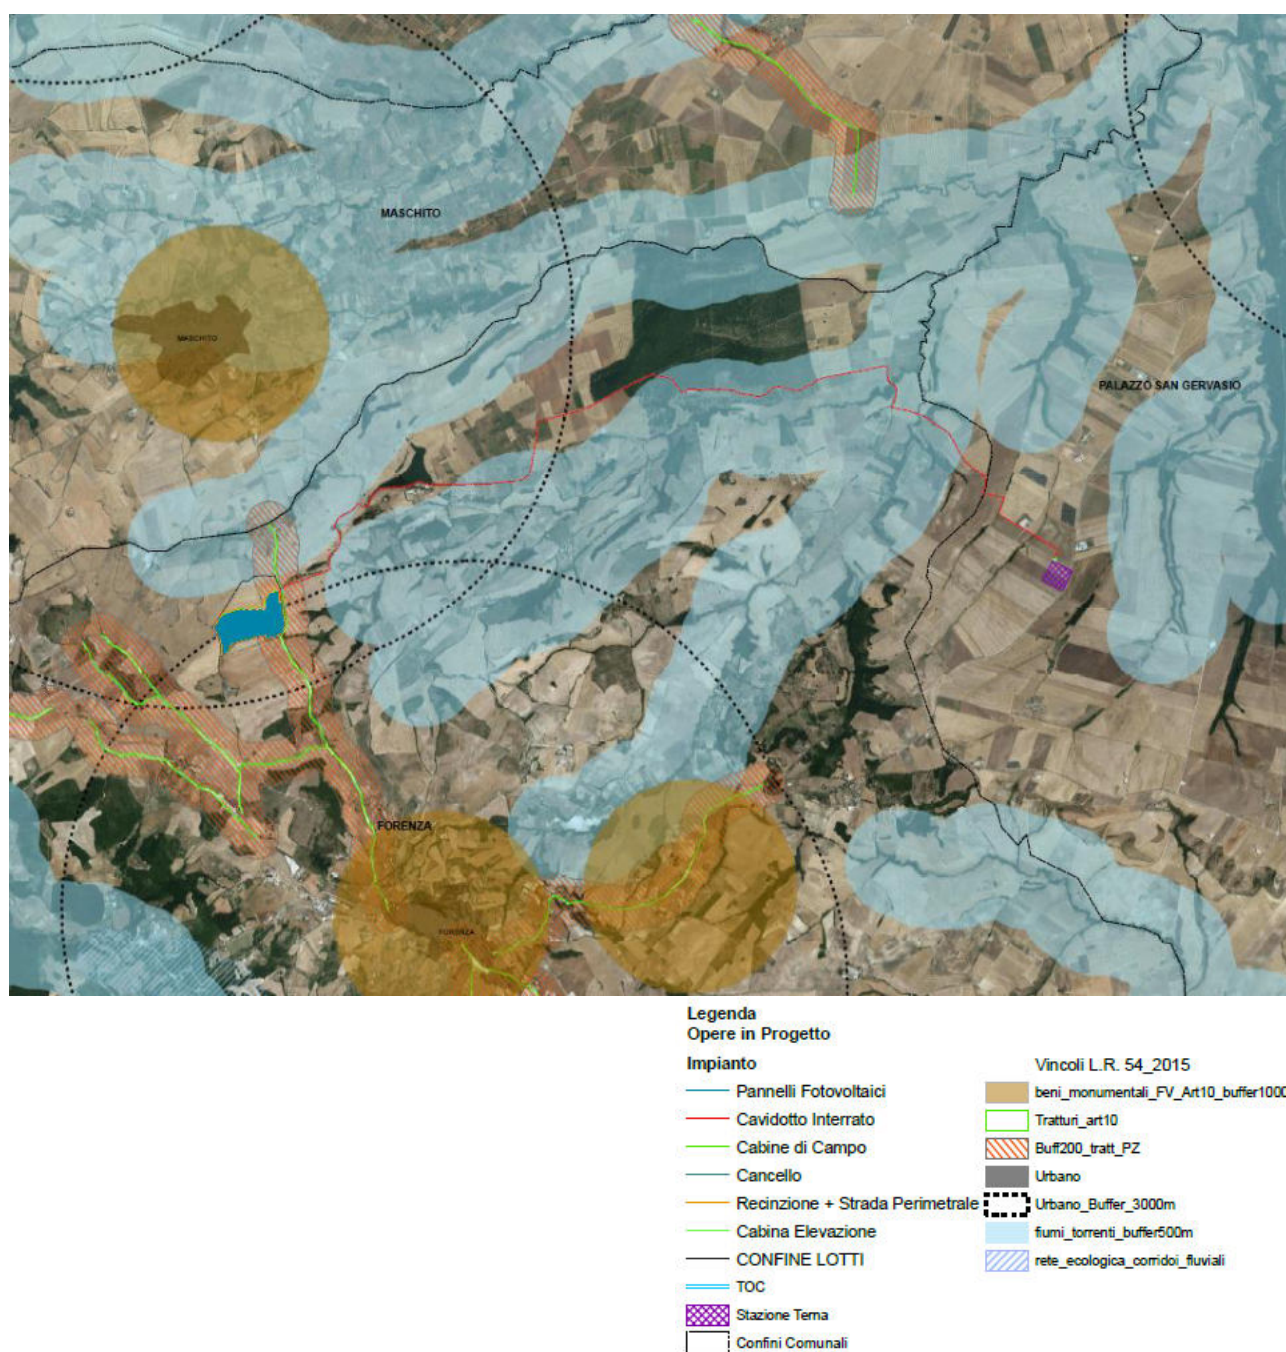 MASCHITO
MASCHITO
PALAZZO SAN GERVASIO
FORENZA
FORENZA
Legenda
Opere in Progetto
Impianto
Pannelli Fotovoltaici
Cavidotto Interrato
Cabine di Campo
Cancello
Recinzione + Strada Perimetrale
Cabina Elevazione
CONFINE LOTTI
TOC
Stazione Terna
Confini Comunali
Vincoli L.R. 54_2015
beni_monumentali_FV_Art10_buffer1000
Tratturi_art10
Buff200_tratt_PZ
Urbano
Urbano_Buffer_3000m
fiumi_torrenti_buffer500m
rete_ecologica_corridoi_fluviali